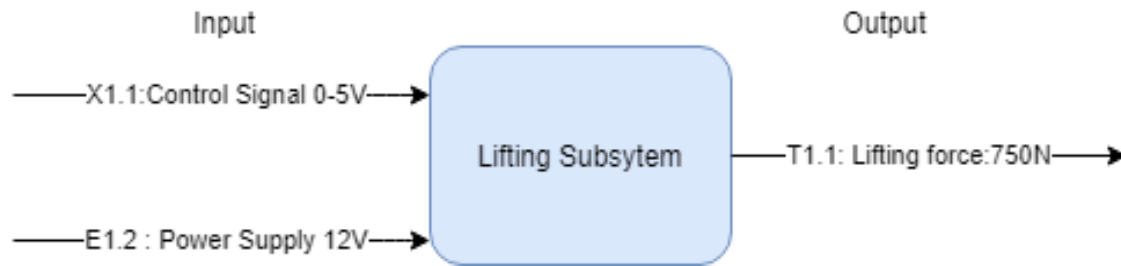 Input
Output
X1.1:Control Signal 0-5V
Lifting Subsytem
T1.1: Lifting force:750N
E1.2 : Power Supply 12V